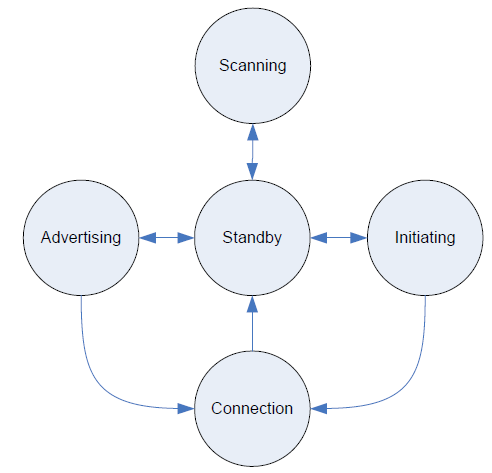 Scanning
Advertising
Standby
Initiating
Connection